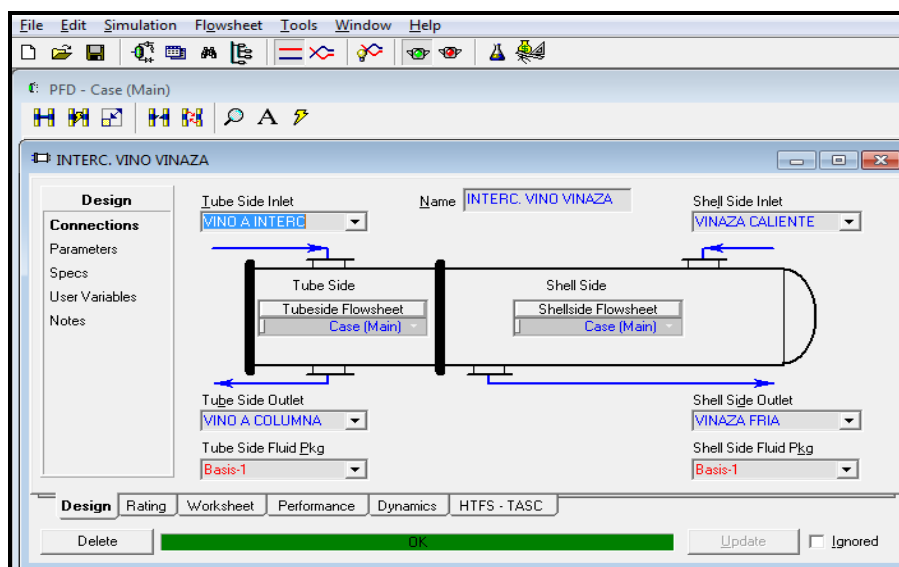 File Edit Simulation Flowsheet Tools Window Help
PFD - Case (Main)
A
INTERC. VINO VINAZA
Design
Connections
Parameters
Specs
User Variables
Notes
Tube Side Inlet
VINO A INTERC
Name INTERC. VINO VINAZA
Shell Side Inlet
VINAZA CALIENTE
Tube Side
Tubeside Flowsheet
Case (Main)
Shell Side
Shellside Flowsheet
Case (Main)
Tube Side Outlet
VINO A COLUMNA
Tube Side Fluid Pkg
Basis-1
Shell Side Outlet
VINAZA FRIA
Shell Side Fluid Pkg
Basis-1
Design Rating Worksheet Performance Dynamics HTFS - TASC
Delete OK Update Ignored